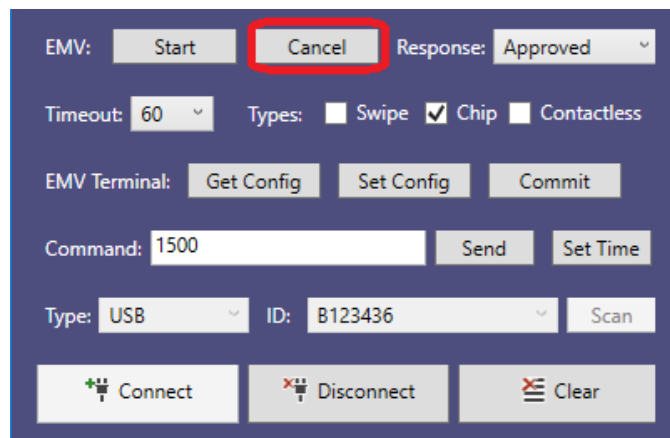 EMV: Start Cancel Response: Approved
Timeout: 60 Types: Swipe Chip Contactless
EMV Terminal: Get Config Set Config Commit
Command: 1500 Send Set Time
Type: USB ID: B123436 Scan
Connect Disconnect Clear